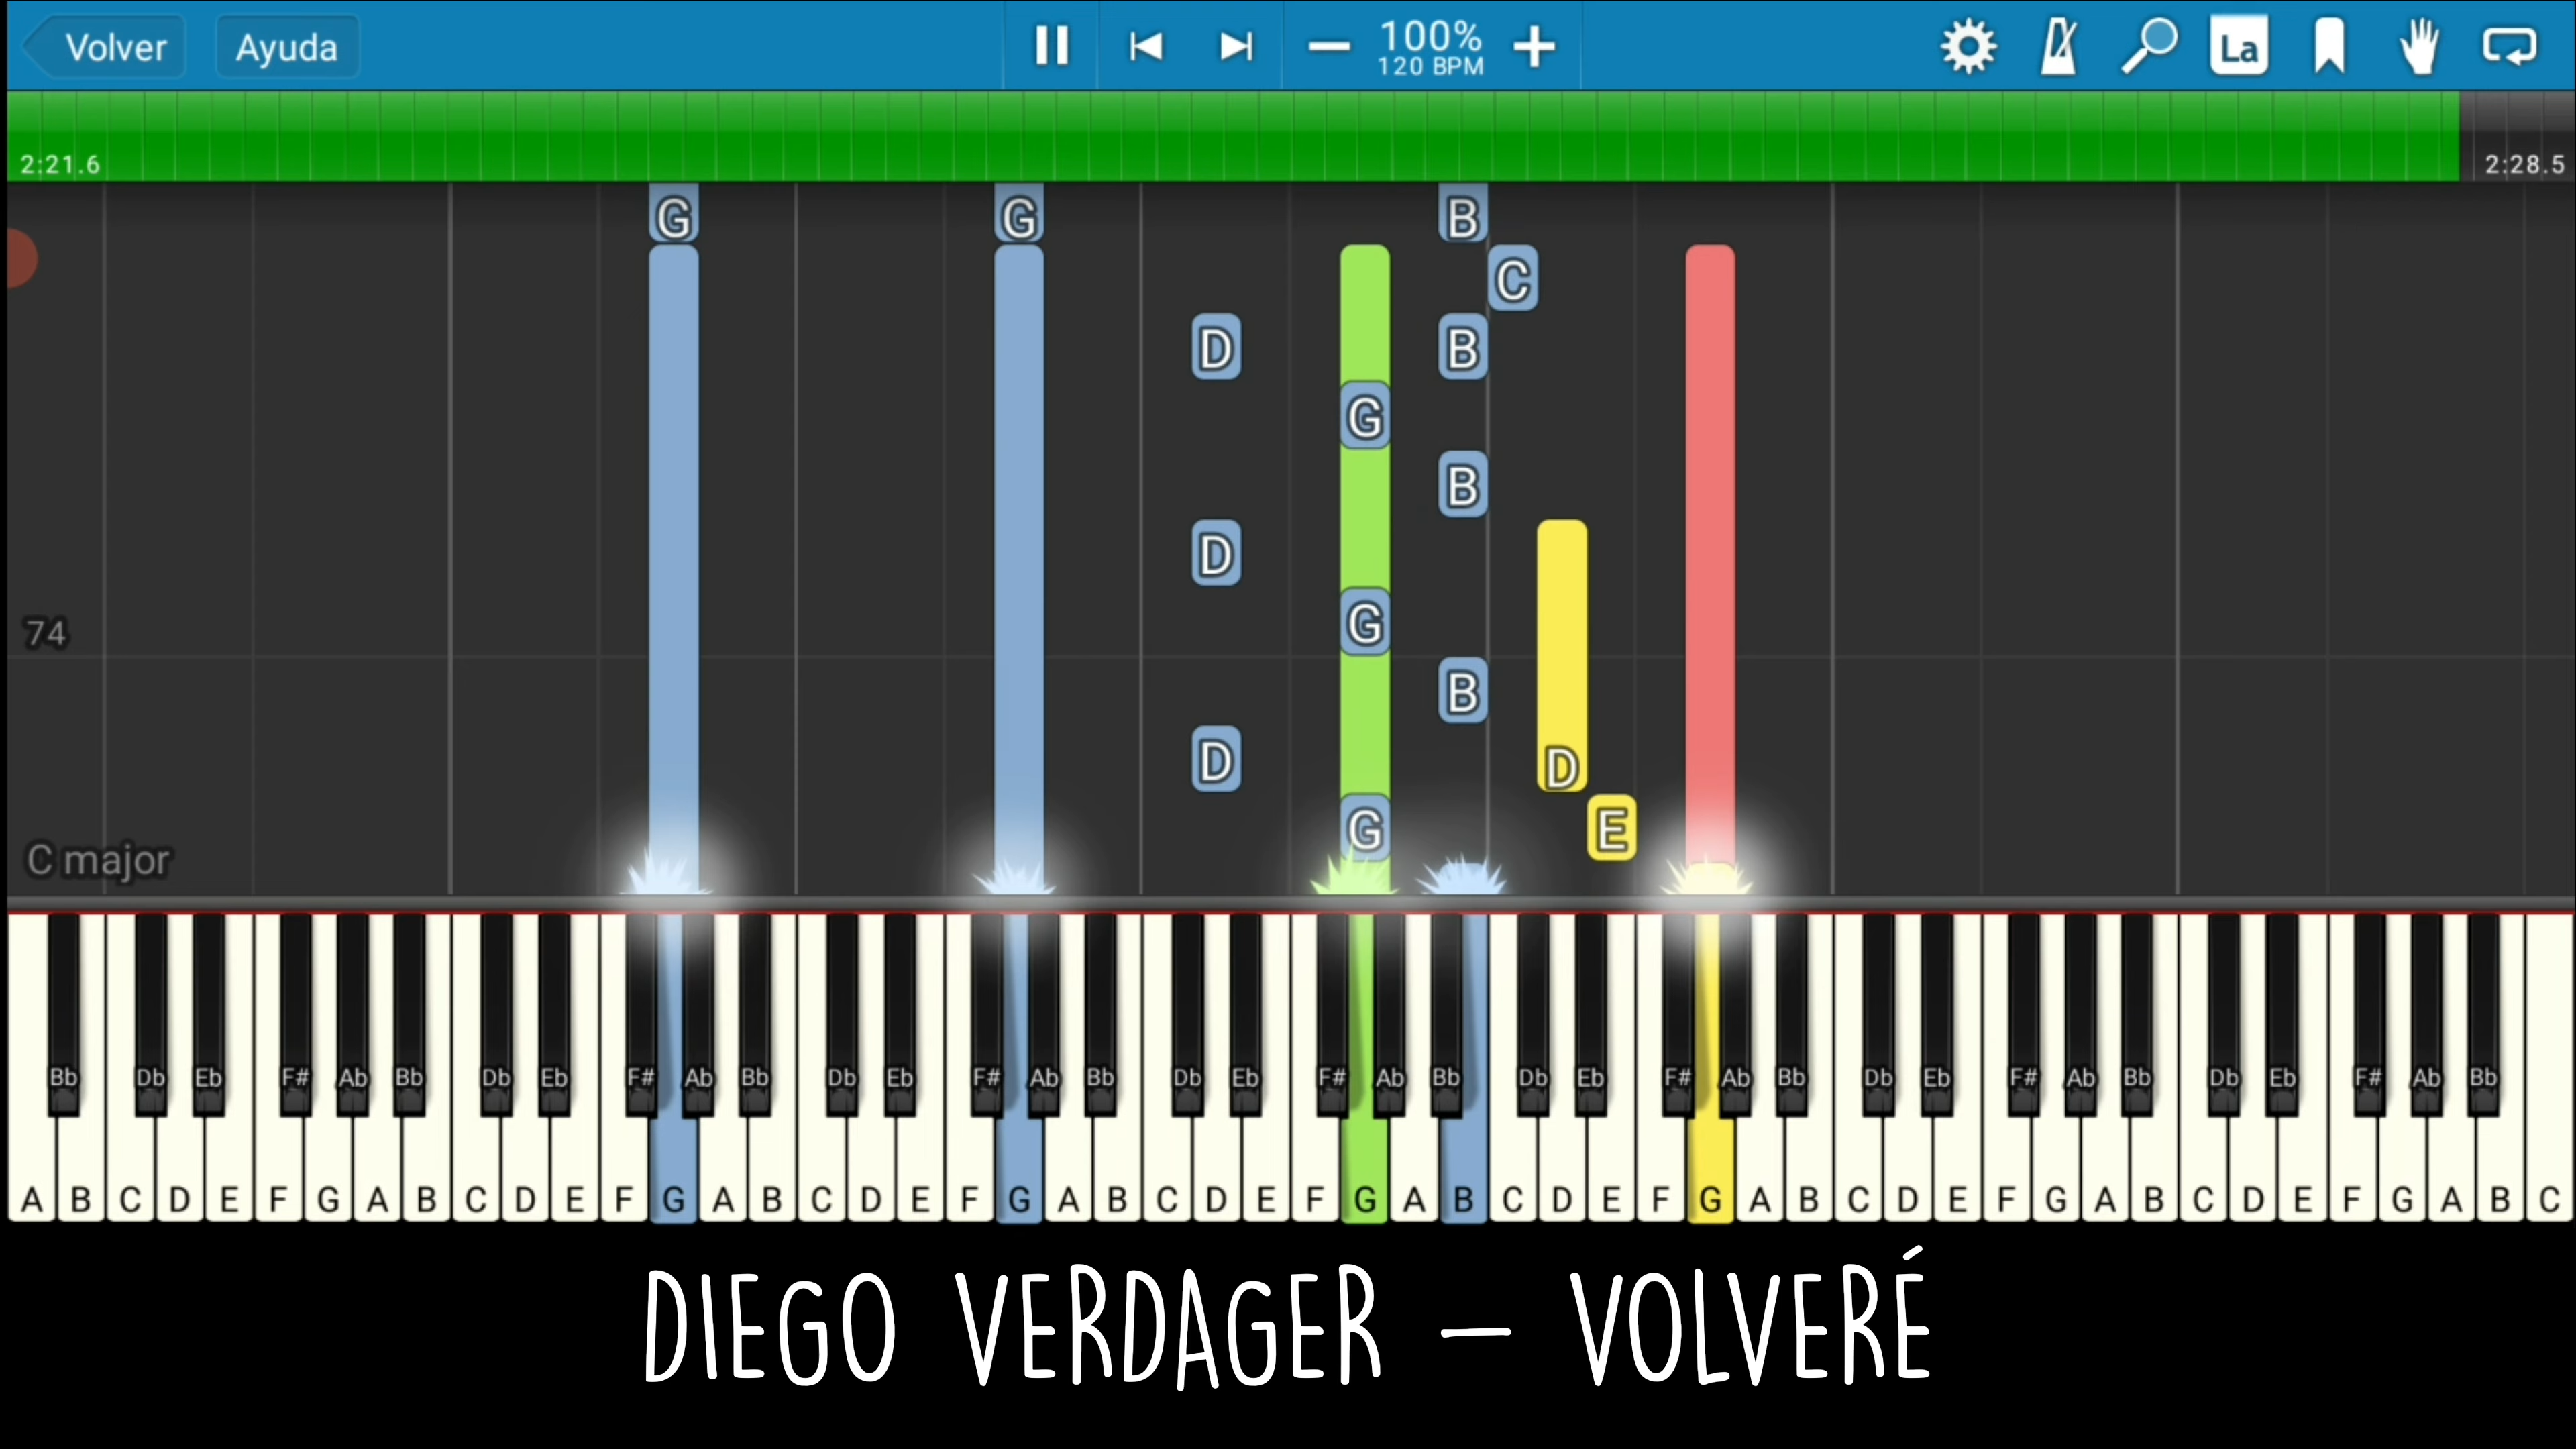 Volver Ayuda 100% La
120 BPM
2:21.6 2:28.5
G G B
C
D B
G
B
D
G
74
B
D D
G E
C major
Bb Db Eb F# Ab Bb Db Eb F# Ab Bb Db Eb F# Ab Bb Db Eb F# Ab Bb Db Eb F# Ab Bb Db Eb F# Ab Bb Db Eb F# Ab Bb
A B C D E F G A B C D E F G A B C D E F G A B C D E F G A B C D E F G A B C D E F G A B C D E F G A B C
DIEGO VERDAGER – VOLVERÉ